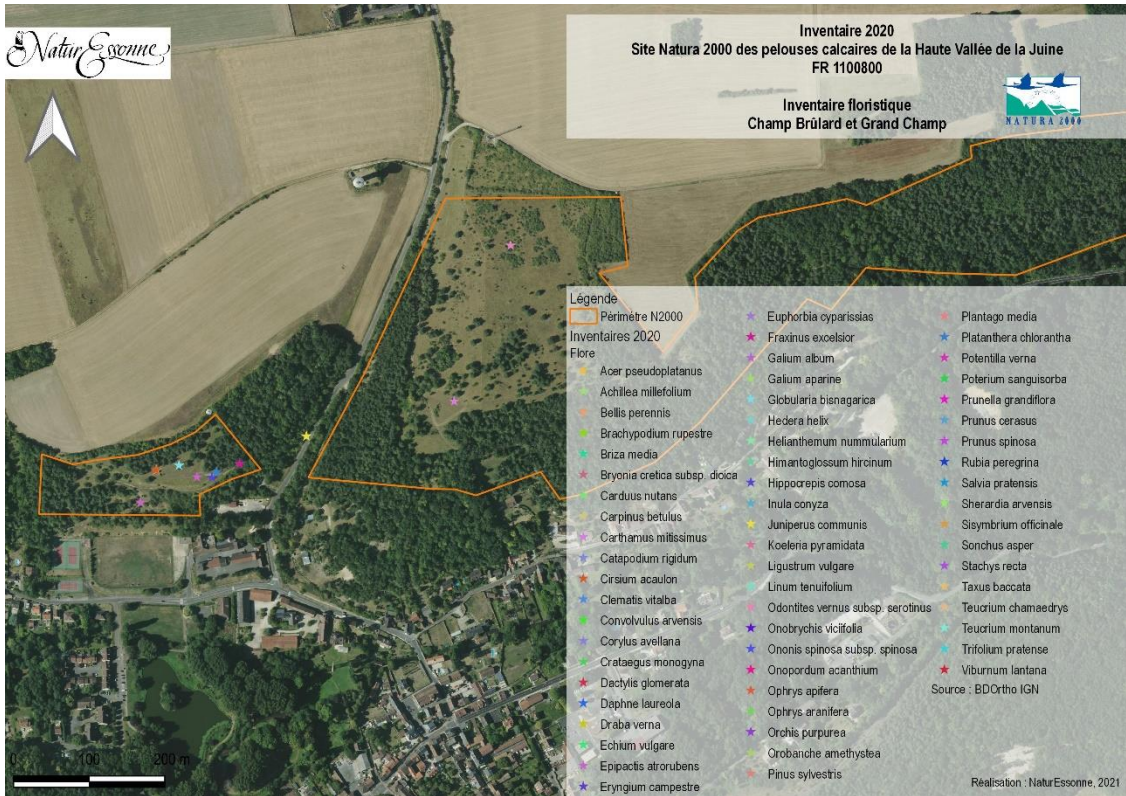 NaturEssonne
Inventaire 2020
Site Natura 2000 des pelouses calcaires de la Haute Vallée de la Juine
FR 1100800
Inventaire floristique
Champ Brûlard et Grand Champ
NATURA 2000
Légende
Périmètre N2000
Inventaires 2020
Flore
Acer pseudoplatanus
Achillea millefolium
Bellis perennis
Brachypodium rupestre
Briza media
Bryonia cretica subsp. dioica
Carduus nutans
Carpinus betulus
Carthamus mitissimus
Catapodium rigidum
Cirsium acaulon
Clematis vitalba
Convolvulus arvensis
Corylus avellana
Crataegus monogyna
Dactylis glomerata
Daphne laureola
Draba verna
Echium vulgare
Epipactis atrorubens
Eryngium campestre
Euphorbia cyparissias
Fraxinus excelsior
Galium album
Galium aparine
Globularia bisnagarica
Hedera helix
Helianthemum nummularium
Himantoglossum hircinum
Hippocrepis comosa
Inula conyza
Juniperus communis
Koeleria pyramidata
Ligustrum vulgare
Linum tenuifolium
Odontites vernus subsp. serotinus
Onobrychis viciifolia
Ononis spinosa subsp. spinosa
Onopordum acanthium
Ophrys apifera
Ophrys aranifera
Orchis purpurea
Orobanche amethystea
Pinus sylvestris
Plantago media
Platanthera chlorantha
Potentilla verna
Poterium sanguisorba
Prunella grandiflora
Prunus cerasus
Prunus spinosa
Rubia peregrina
Salvia pratensis
Sherardia arvensis
Sisymbrium officinale
Sonchus asper
Stachys recta
Taxus baccata
Teucrium chamaedrys
Teucrium montanum
Trifolium pratense
Viburnum lantana
Source : BDOrtho IGN
0 100 200 m
Réalisation : NaturEssonne, 2021